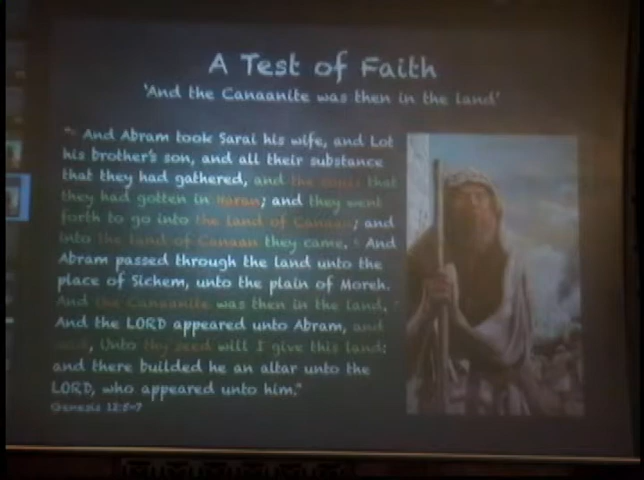 A Test of Faith
'And the Canaanite was then in the land'
And Abram took Sarai his wife, and Lot
his brother's son, and all their substance
that they had gathered, and the souls that
they had gotten in Haran; and they went
forth to go into the land of Canaan; and
into the land of Canaan they came. And
Abram passed through the land unto the
place of Sichem, unto the plain of Moreh.
And the Canaanite was then in the land.
And the LORD appeared unto Abram, and
said, Unto thy seed will I give this land:
and there builded he an altar unto the
LORD, who appeared unto him."
Genesis 12:5-7